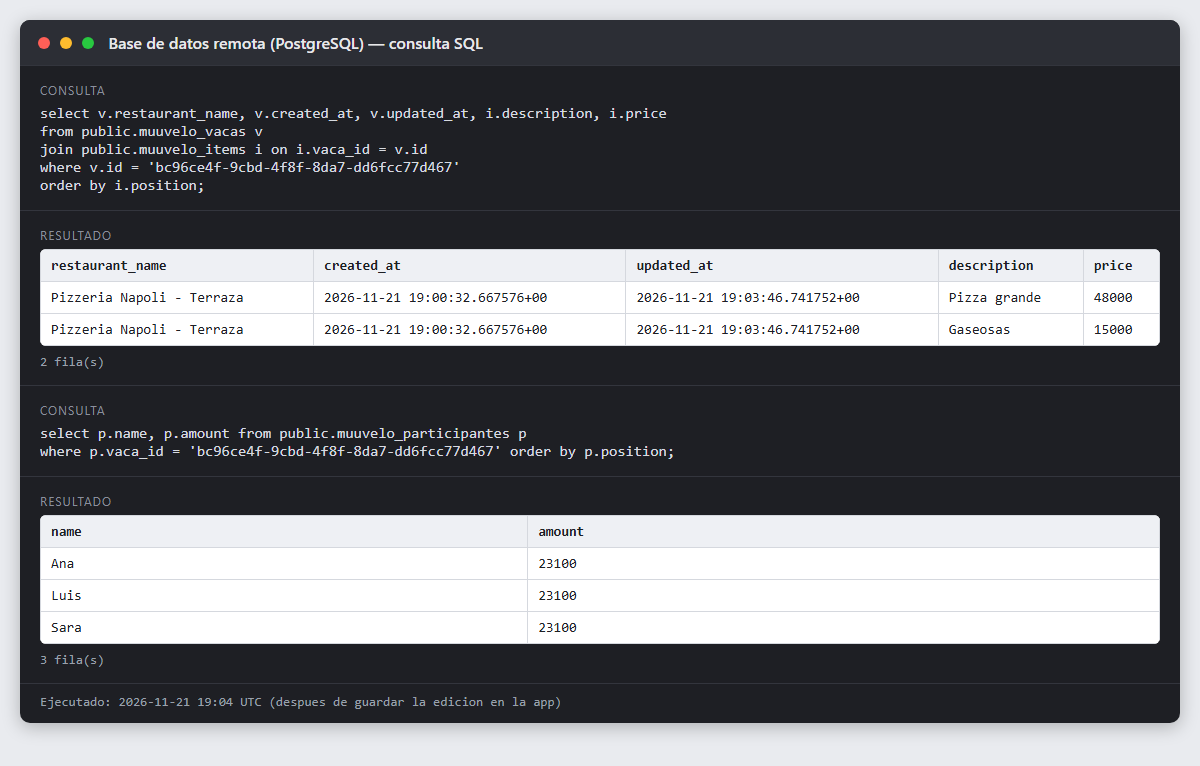 Base de datos remota (PostgreSQL) — consulta SQL
CONSULTA
select v.restaurant_name, v.created_at, v.updated_at, i.description, i.price
from public.muuvelo_vacas v
join public.muuvelo_items i on i.vaca_id = v.id
where v.id = 'bc96ce4f-9cbd-4f8f-8da7-dd6fcc77d467'
order by i.position;
RESULTADO
restaurant_name created_at updated_at description price
Pizzeria Napoli - Terraza 2026-11-21 19:00:32.667576+00 2026-11-21 19:03:46.741752+00 Pizza grande 48000
Pizzeria Napoli - Terraza 2026-11-21 19:00:32.667576+00 2026-11-21 19:03:46.741752+00 Gaseosas 15000
2 fila(s)
CONSULTA
select p.name, p.amount from public.muuvelo_participantes p
where p.vaca_id = 'bc96ce4f-9cbd-4f8f-8da7-dd6fcc77d467' order by p.position;
RESULTADO
name amount
Ana 23100
Luis 23100
Sara 23100
3 fila(s)
Ejecutado: 2026-11-21 19:04 UTC (despues de guardar la edicion en la app)